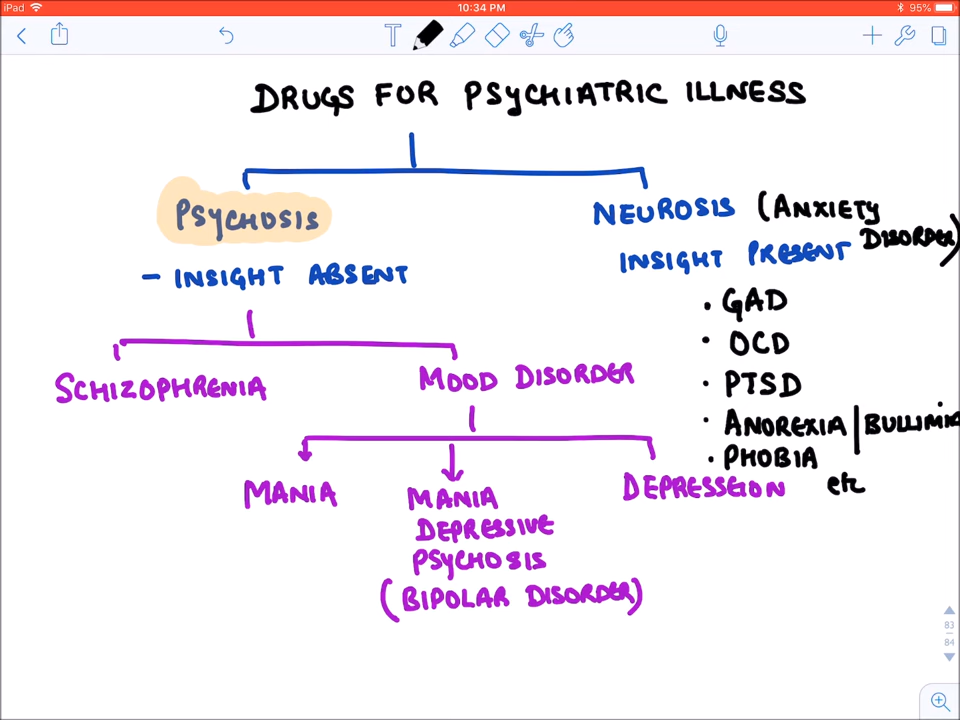 iPad
10:34 PM
95%
DRUGS FOR PSYCHIATRIC ILLNESS
PSYCHOSIS
NEUROSIS (ANXIETY DISORDER)
- INSIGHT ABSENT
INSIGHT PRESENT
• GAD
• OCD
• PTSD
• ANOREXIA | BULLIMIA
• PHOBIA
etc
SCHIZOPHRENIA
MOOD DISORDER
MANIA
MANIA
DEPRESSIVE
PSYCHOSIS
(BIPOLAR DISORDER)
DEPRESSION
83
84